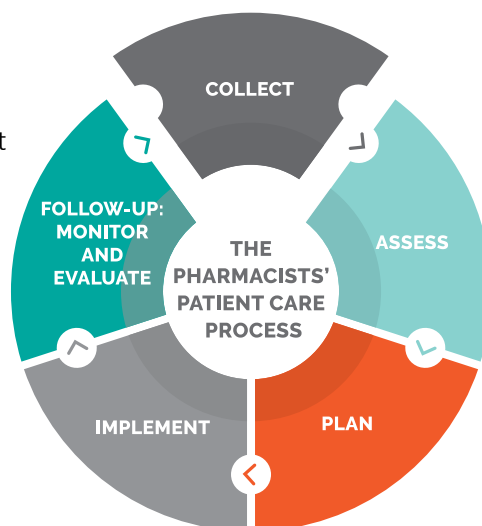 COLLECT
t
FOLLOW-UP:
MONITOR
AND
EVALUATE
ASSESS
THE
PHARMACISTS’
PATIENT CARE
PROCESS
IMPLEMENT
PLAN